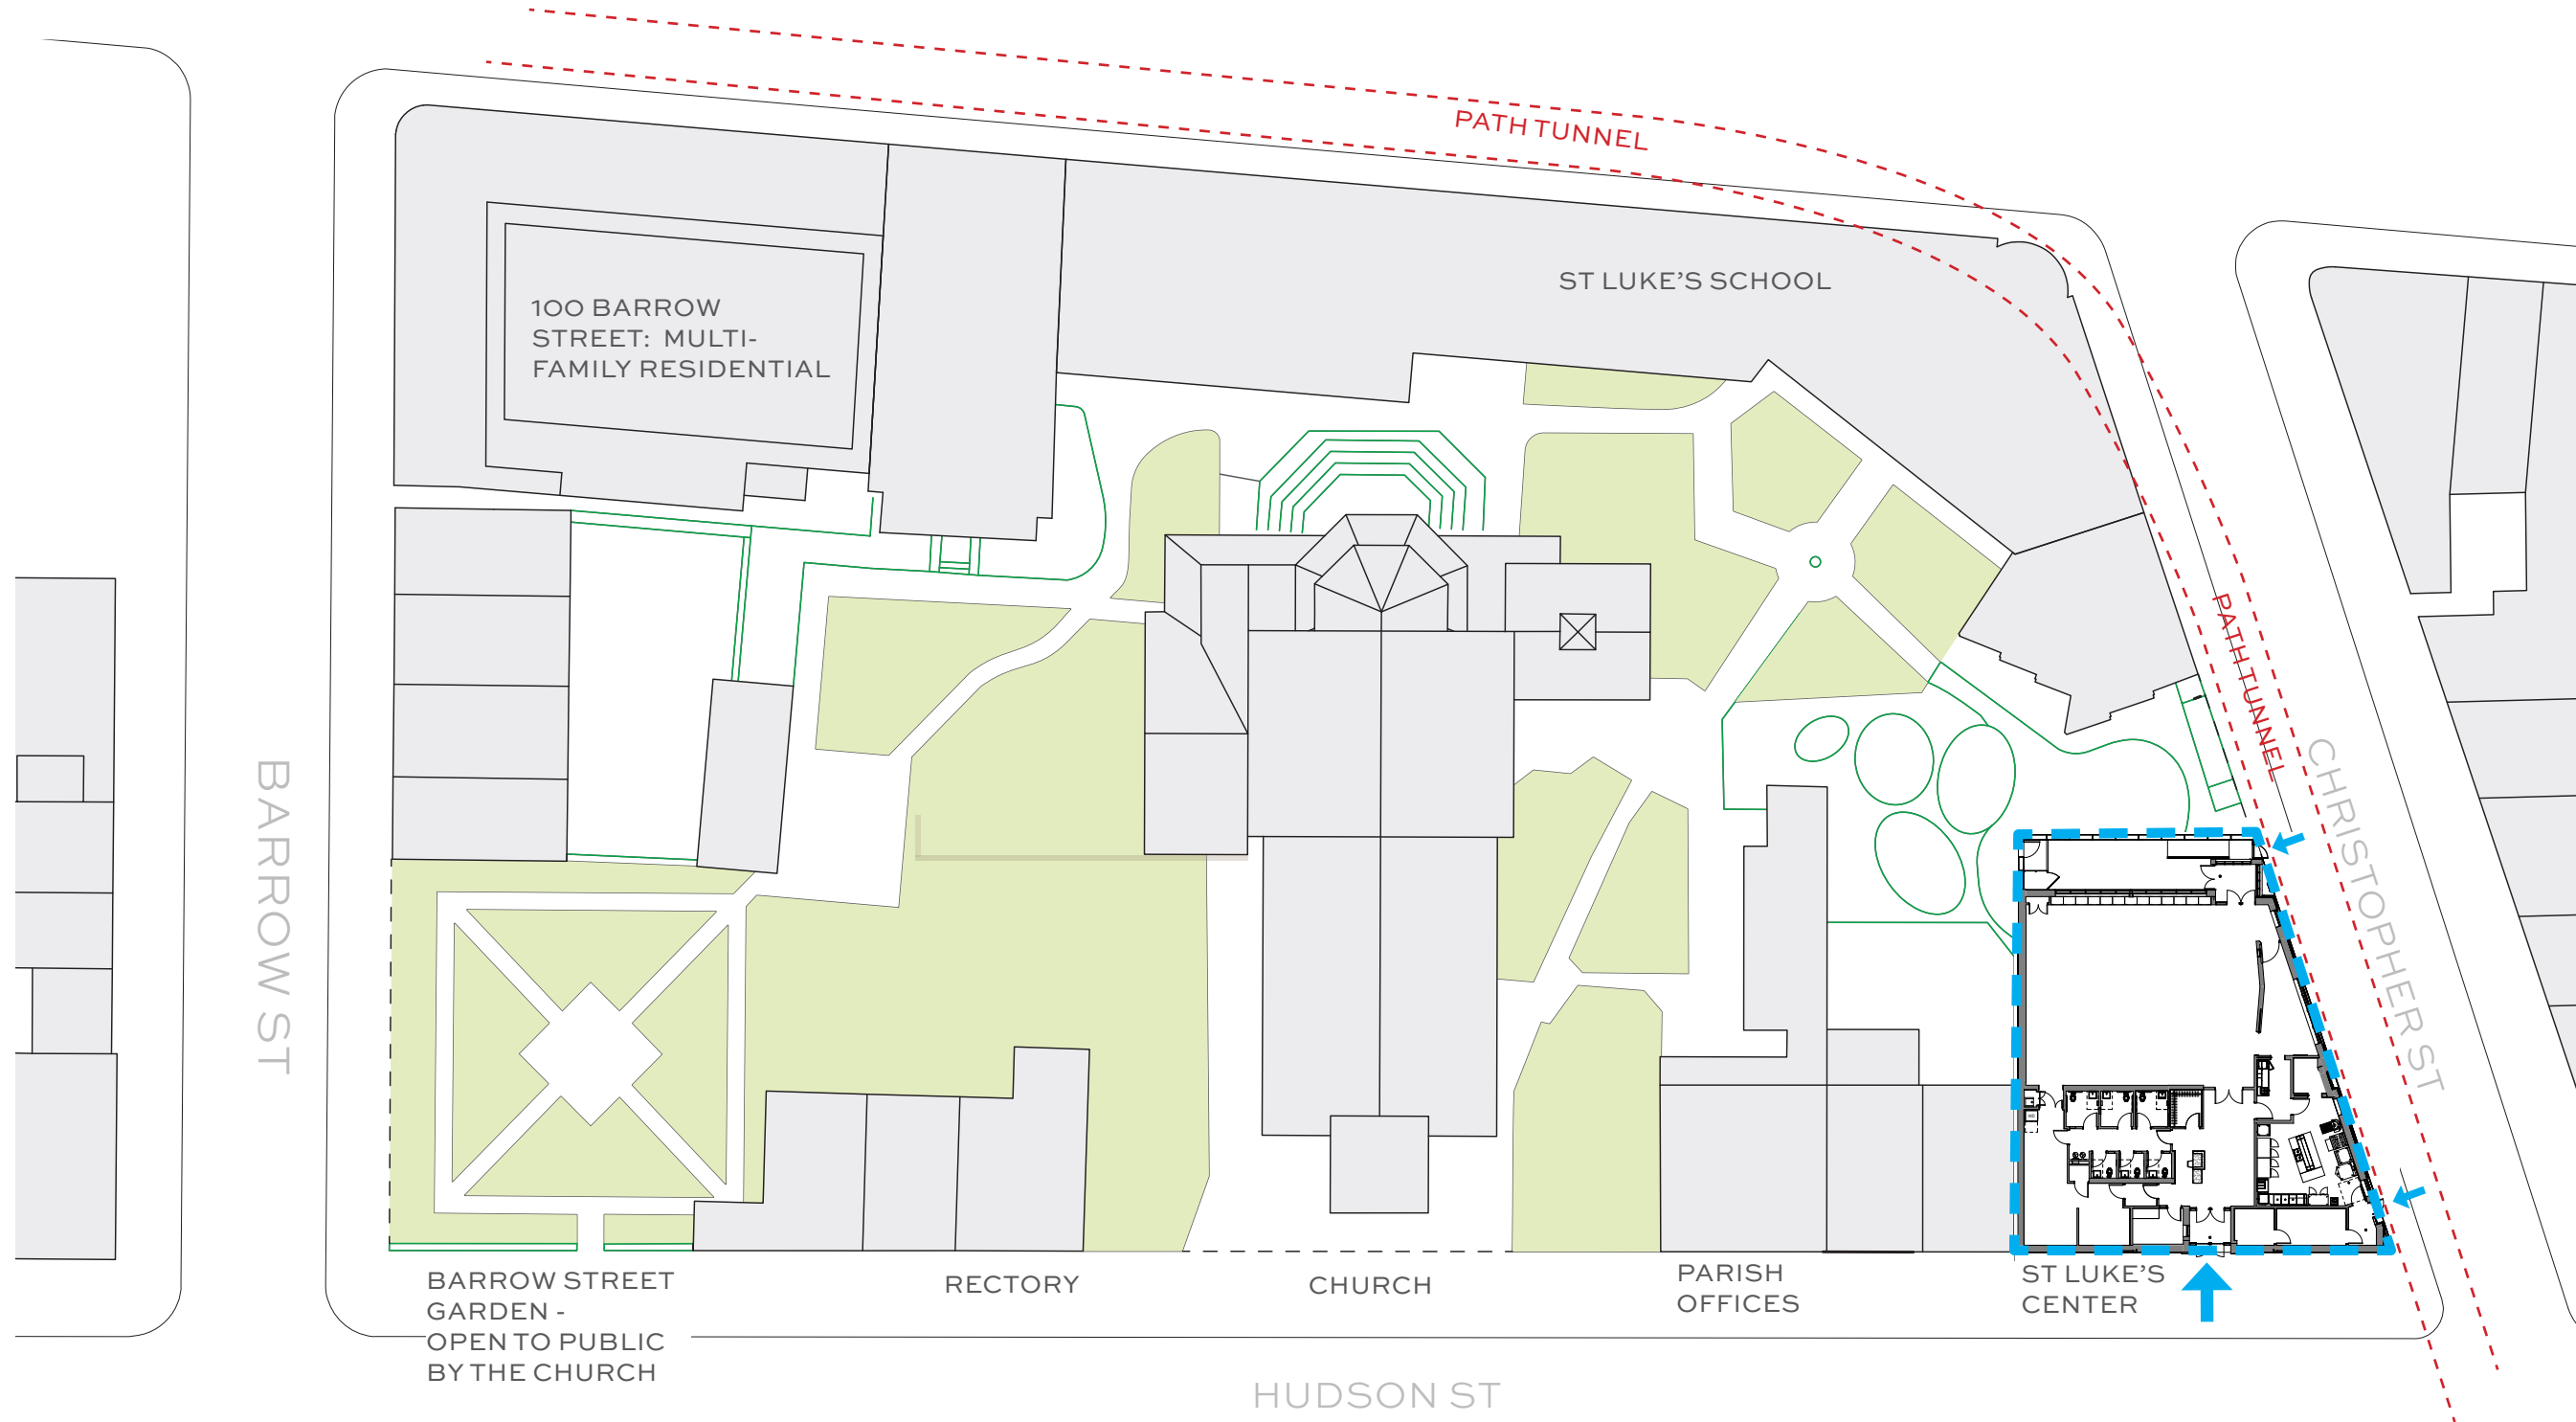 PATH TUNNEL
ST LUKE’S SCHOOL
100 BARROW
STREET: MULTI-
FAMILY RESIDENTIAL
PATH TUNNEL
CHRISTOPHER ST
BARROW ST
BARROW STREET
GARDEN -
OPEN TO PUBLIC
BY THE CHURCH
RECTORY
CHURCH
PARISH
OFFICES
ST LUKE’S
CENTER
HUDSON ST